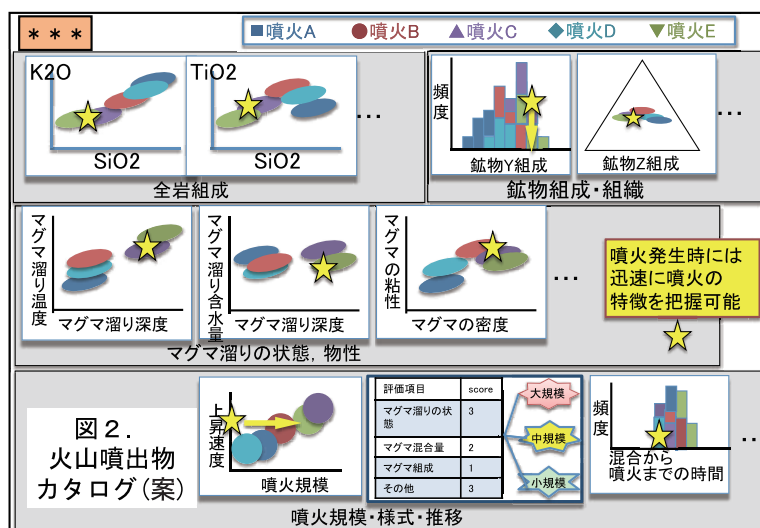 ***
噴火A 噴火B 噴火C 噴火D 噴火E
K2O
SiO2
TiO2
SiO2
...
全岩組成
頻度
鉱物Y組成
鉱物Z組成
...
鉱物組成・組織
マグマ溜り温度
マグマ溜り深度
マグマ溜り含水量
マグマ溜り深度
マグマの粘性
マグマの密度
...
マグマ溜りの状態，物性
噴火発生時には
迅速に噴火の
特徴を把握可能
図２．
火山噴出物
カタログ(案)
上昇速度
噴火規模
評価項目 score
マグマ溜りの状
態 3
マグマ混合量 2
マグマ組成 1
その他 3
大規模
中規模
小規模
頻度
混合から
噴火までの時間
..
噴火規模・様式・推移